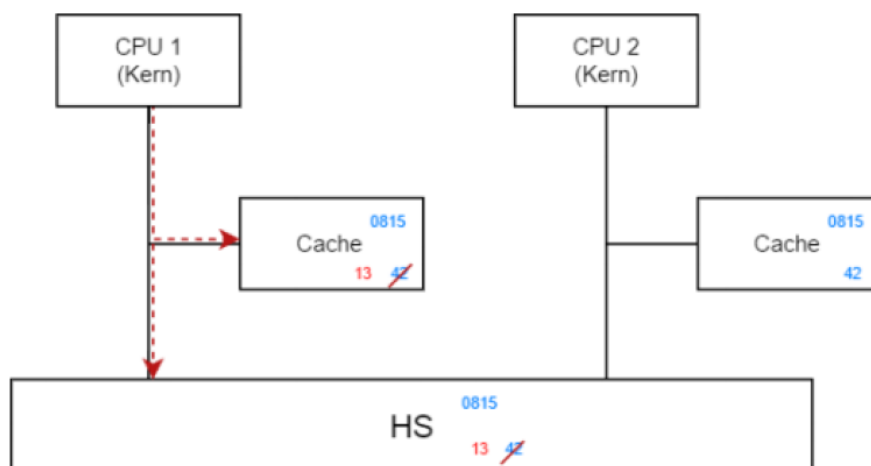 CPU 1
(Kern)
CPU 2
(Kern)
0815
Cache
13 42
0815
Cache
42
0815
HS
13 42